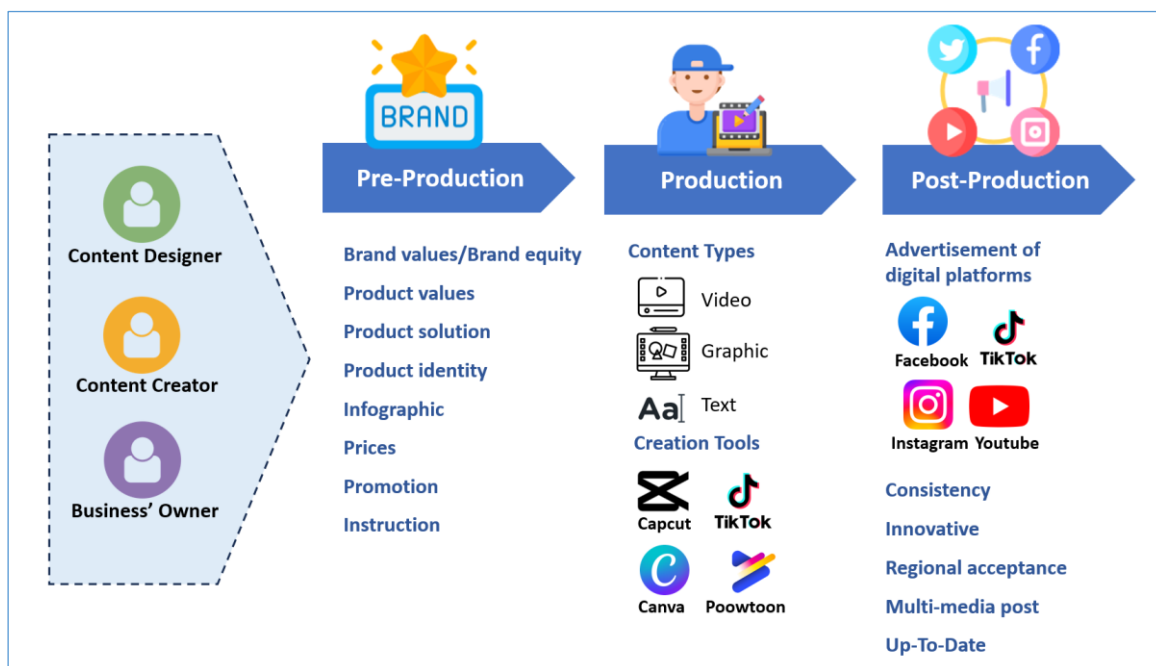 Content Designer
Content Creator
Business' Owner
BRAND
Pre-Production
Brand values/Brand equity
Product values
Product solution
Product identity
Infographic
Prices
Promotion
Instruction
Production
Content Types
Video
Graphic
Aa Text
Creation Tools
Capcut TikTok
C
Canva Poowtoon
Post-Production
Advertisement of
digital platforms
Facebook TikTok
Instagram Youtube
Consistency
Innovative
Regional acceptance
Multi-media post
Up-To-Date